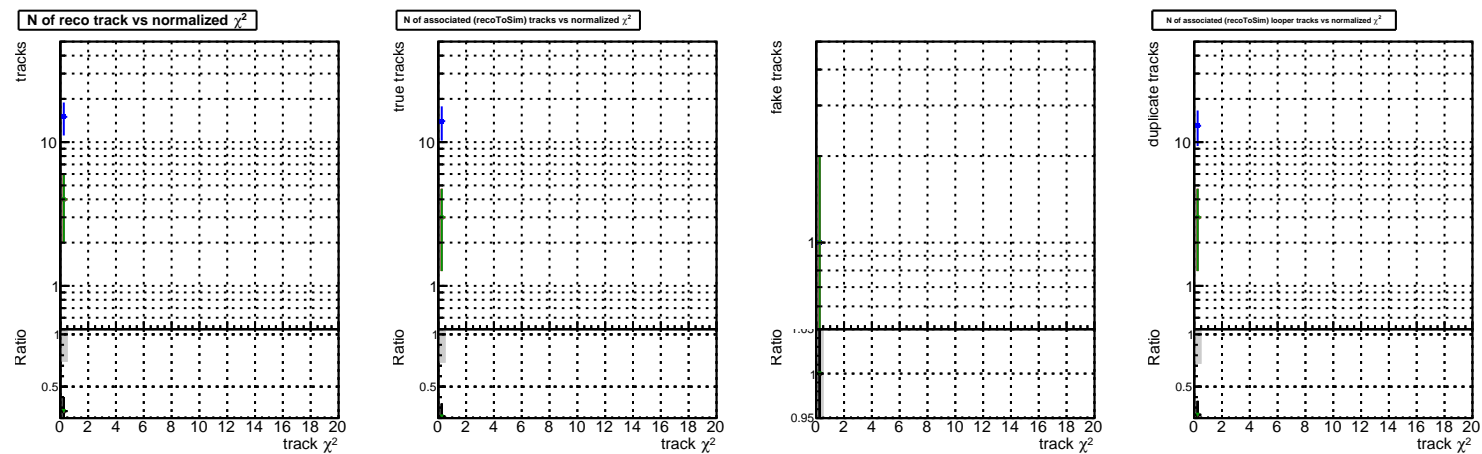 N of reco track vs normalized χ²
tracks
10
1
Ratio
1
0.5
0 2 4 6 8 10 12 14 16 18 20
track χ²
N of associated (recoToSim) tracks vs normalized χ²
true tracks
10
1
Ratio
1
0.5
0 2 4 6 8 10 12 14 16 18 20
track χ²
fake tracks
1
Ratio
1
0.95
0 2 4 6 8 10 12 14 16 18 20
track χ²
N of associated (recoToSim) looper tracks vs normalized χ²
duplicate tracks
10
1
Ratio
1
0.5
0 2 4 6 8 10 12 14 16 18 20
track χ²